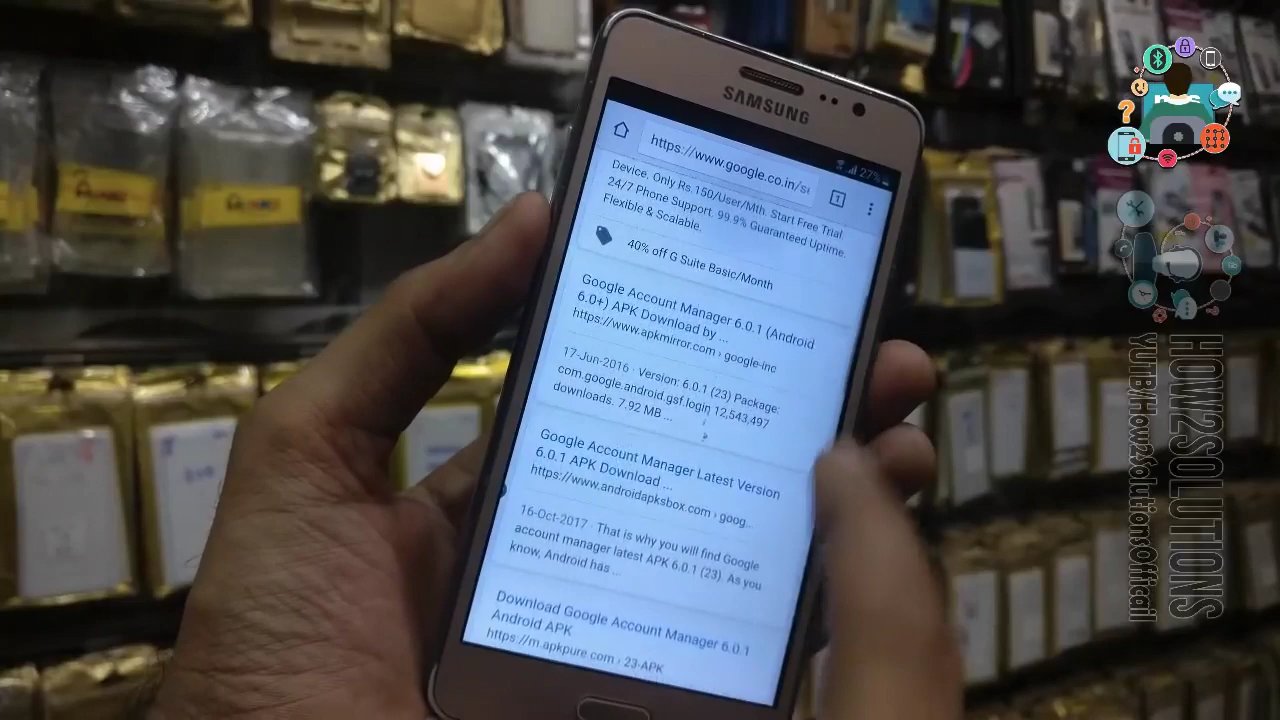 SAMSUNG
27%
https://www.google.co.in/s
1
Device. Only Rs.150/User/Mth. Start Free Trial
24/7 Phone Support. 99.9% Guaranteed Uptime.
Flexible & Scalable.
40% off G Suite Basic/Month
Google Account Manager 6.0.1 (Android
6.0+) APK Download by ...
https://www.apkmirror.com › google-inc
17-Jun-2016 · Version: 6.0.1 (23) Package:
com.google.android.gsf.login 12,543,497
downloads. 7.92 MB ...
Google Account Manager Latest Version
6.0.1 APK Download ...
https://www.androidapksbox.com › goog...
16-Oct-2017 · That is why you will find Google
account manager latest APK 6.0.1 (23). As you
know, Android has ...
Download Google Account Manager 6.0.1
Android APK
https://m.apkpure.com › 23-APK
HOW2SOLUTIONS
YUTB/How2SolutionsOffcail